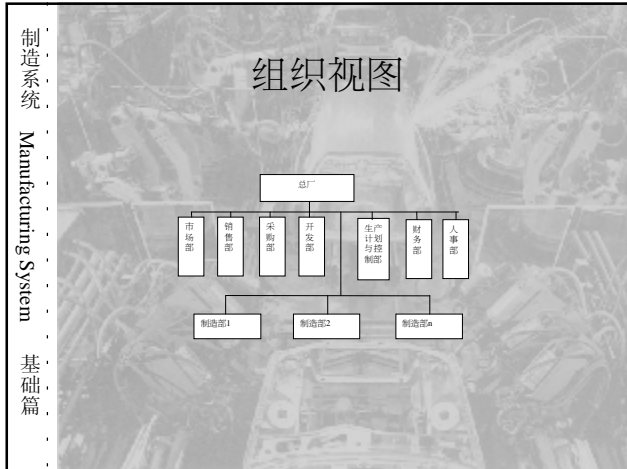 制造系统 Manufacturing System 基础篇
组织视图
总厂
市场部
销售部
采购部
开发部
生产
计划
与控
制部
财务部
人事部
制造部1
制造部2
制造部n